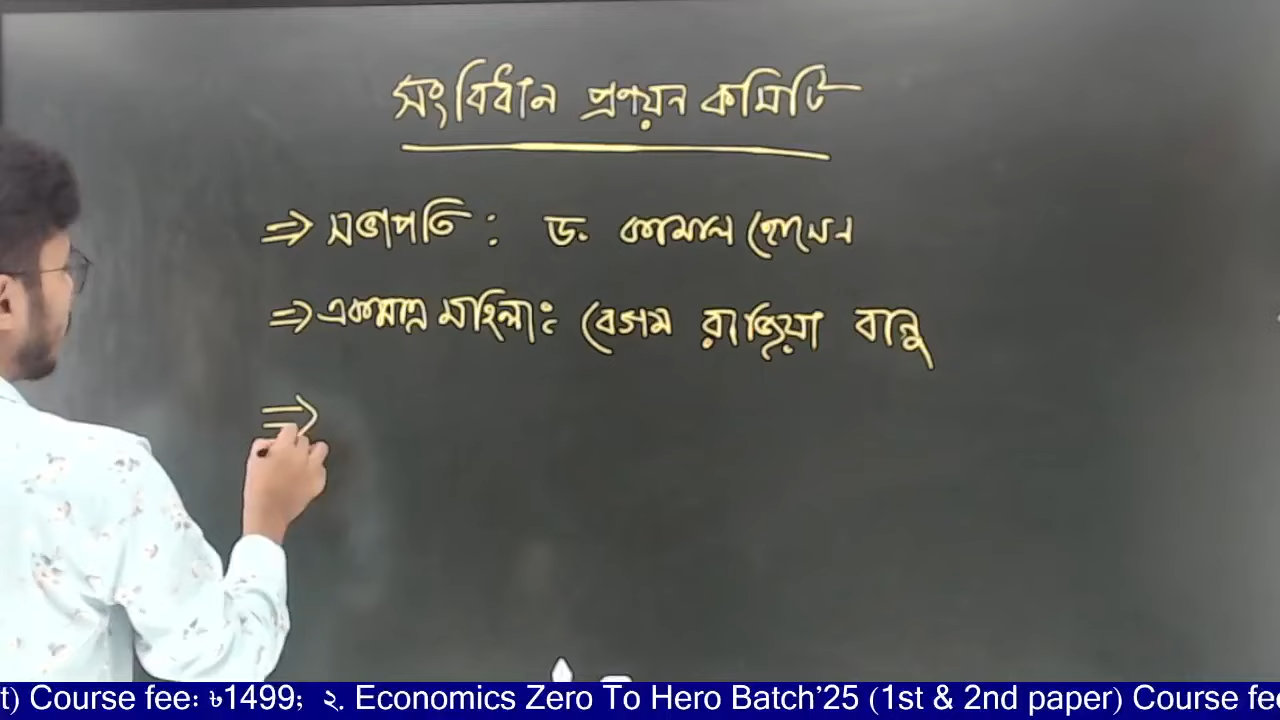 সংবিধান প্রণয়ন কমিটি
⇒ সভাপতি : ড. কামাল হোসেন
⇒ একমাত্র মহিলা : বেগম রাজিয়া বানু
⇒
t) Course fee: ৳1499; ২. Economics Zero To Hero Batch’25 (1st & 2nd paper) Course fee